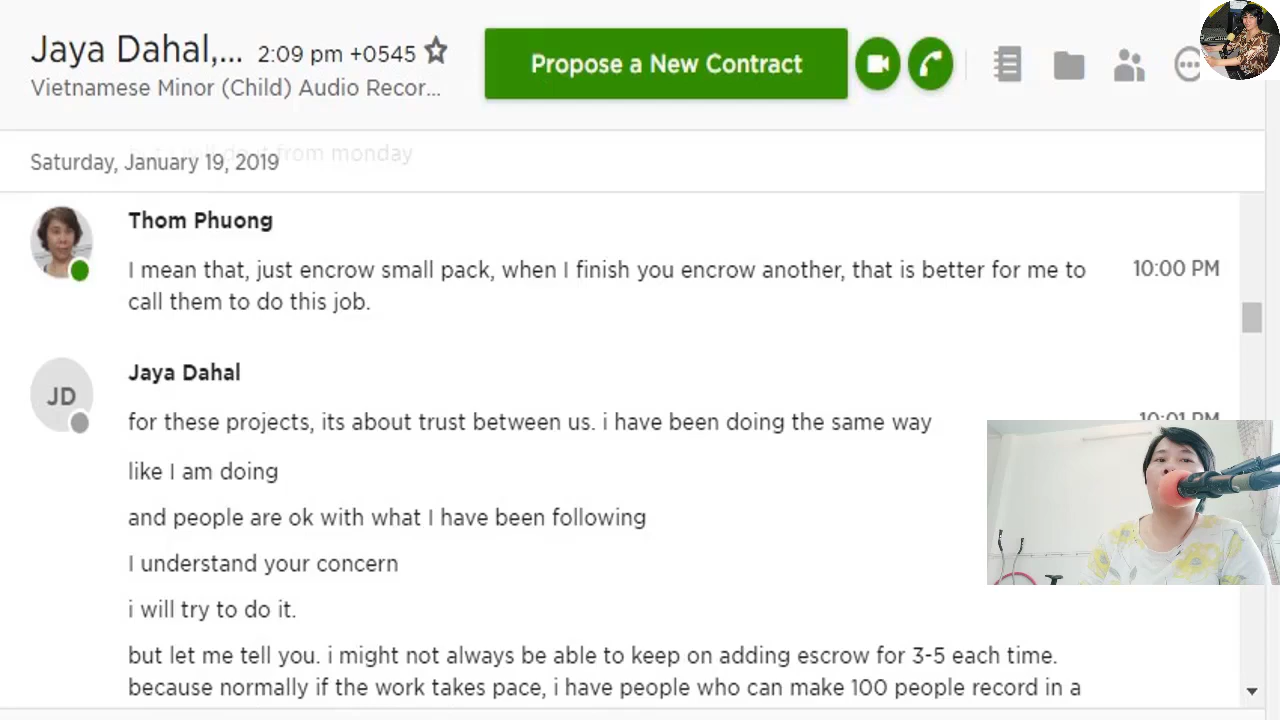 Jaya Dahal,... 2:09 pm +0545
Propose a New Contract
Vietnamese Minor (Child) Audio Recor...
Saturday, January 19, 2019
from monday
Thom Phuong
I mean that, just encrow small pack, when I finish you encrow another, that is better for me to 10:00 PM
call them to do this job.
JD
Jaya Dahal
for these projects, its about trust between us. i have been doing the same way 10:01 PM
like I am doing
and people are ok with what I have been following
I understand your concern
i will try to do it.
but let me tell you. i might not always be able to keep on adding escrow for 3-5 each time.
because normally if the work takes pace, i have people who can make 100 people record in a